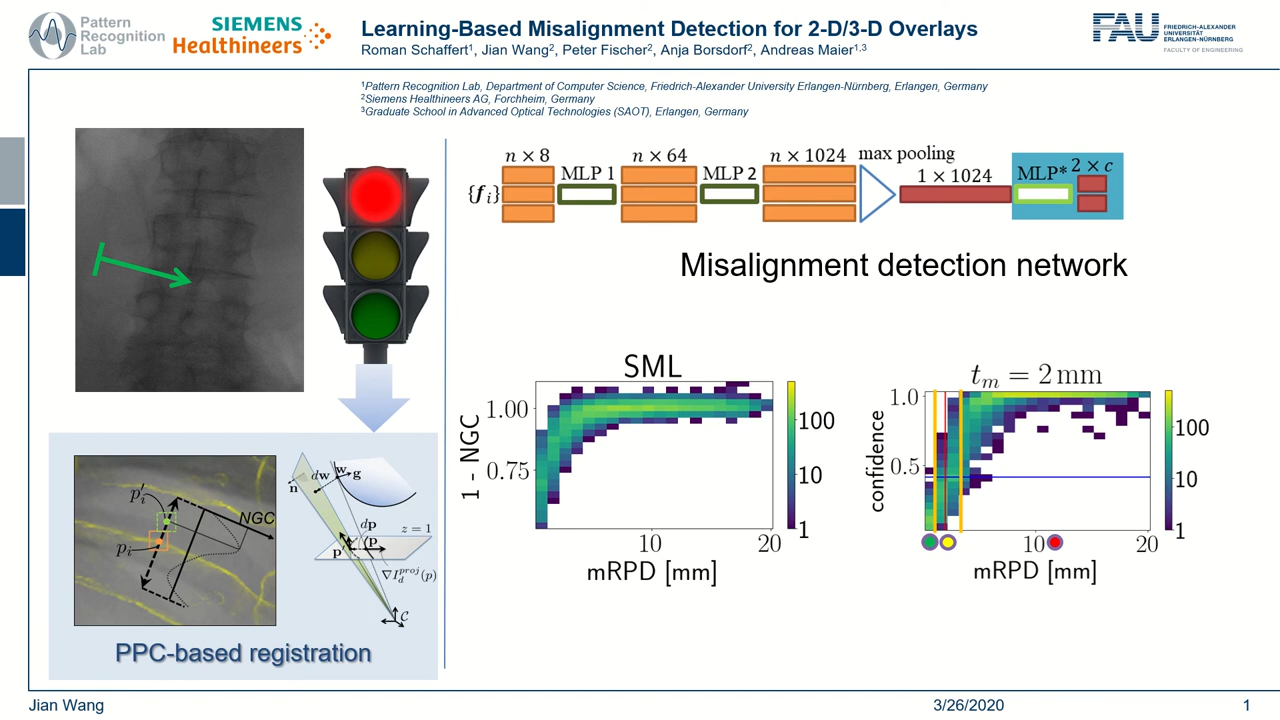 Pattern
Recognition
Lab
SIEMENS
Healthineers
Learning-Based Misalignment Detection for 2-D/3-D Overlays
Roman Schaffert¹, Jian Wang², Peter Fischer², Anja Borsdorf², Andreas Maier¹,³
FAU
FRIEDRICH-ALEXANDER
UNIVERSITÄT
ERLANGEN-NÜRNBERG
FACULTY OF ENGINEERING
¹Pattern Recognition Lab, Department of Computer Science, Friedrich-Alexander University Erlangen-Nürnberg, Erlangen, Germany
²Siemens Healthineers AG, Forchheim, Germany
³Graduate School in Advanced Optical Technologies (SAOT), Erlangen, Germany
n × 8
n × 64
n × 1024
max pooling
{fᵢ}
MLP 1
MLP 2
1 × 1024
MLP*
2 × c
Misalignment detection network
SML
1 - NGC
1.00
0.75
10
20
mRPD [mm]
100
10
1
tₘ = 2 mm
confidence
1.0
0.5
10
20
mRPD [mm]
100
10
1
p′ᵢ
pᵢ
NGC
n
dw
w
g
dp
z = 1
p
p
∇I_d^proj(p)
C
PPC-based registration
Jian Wang
3/26/2020
1